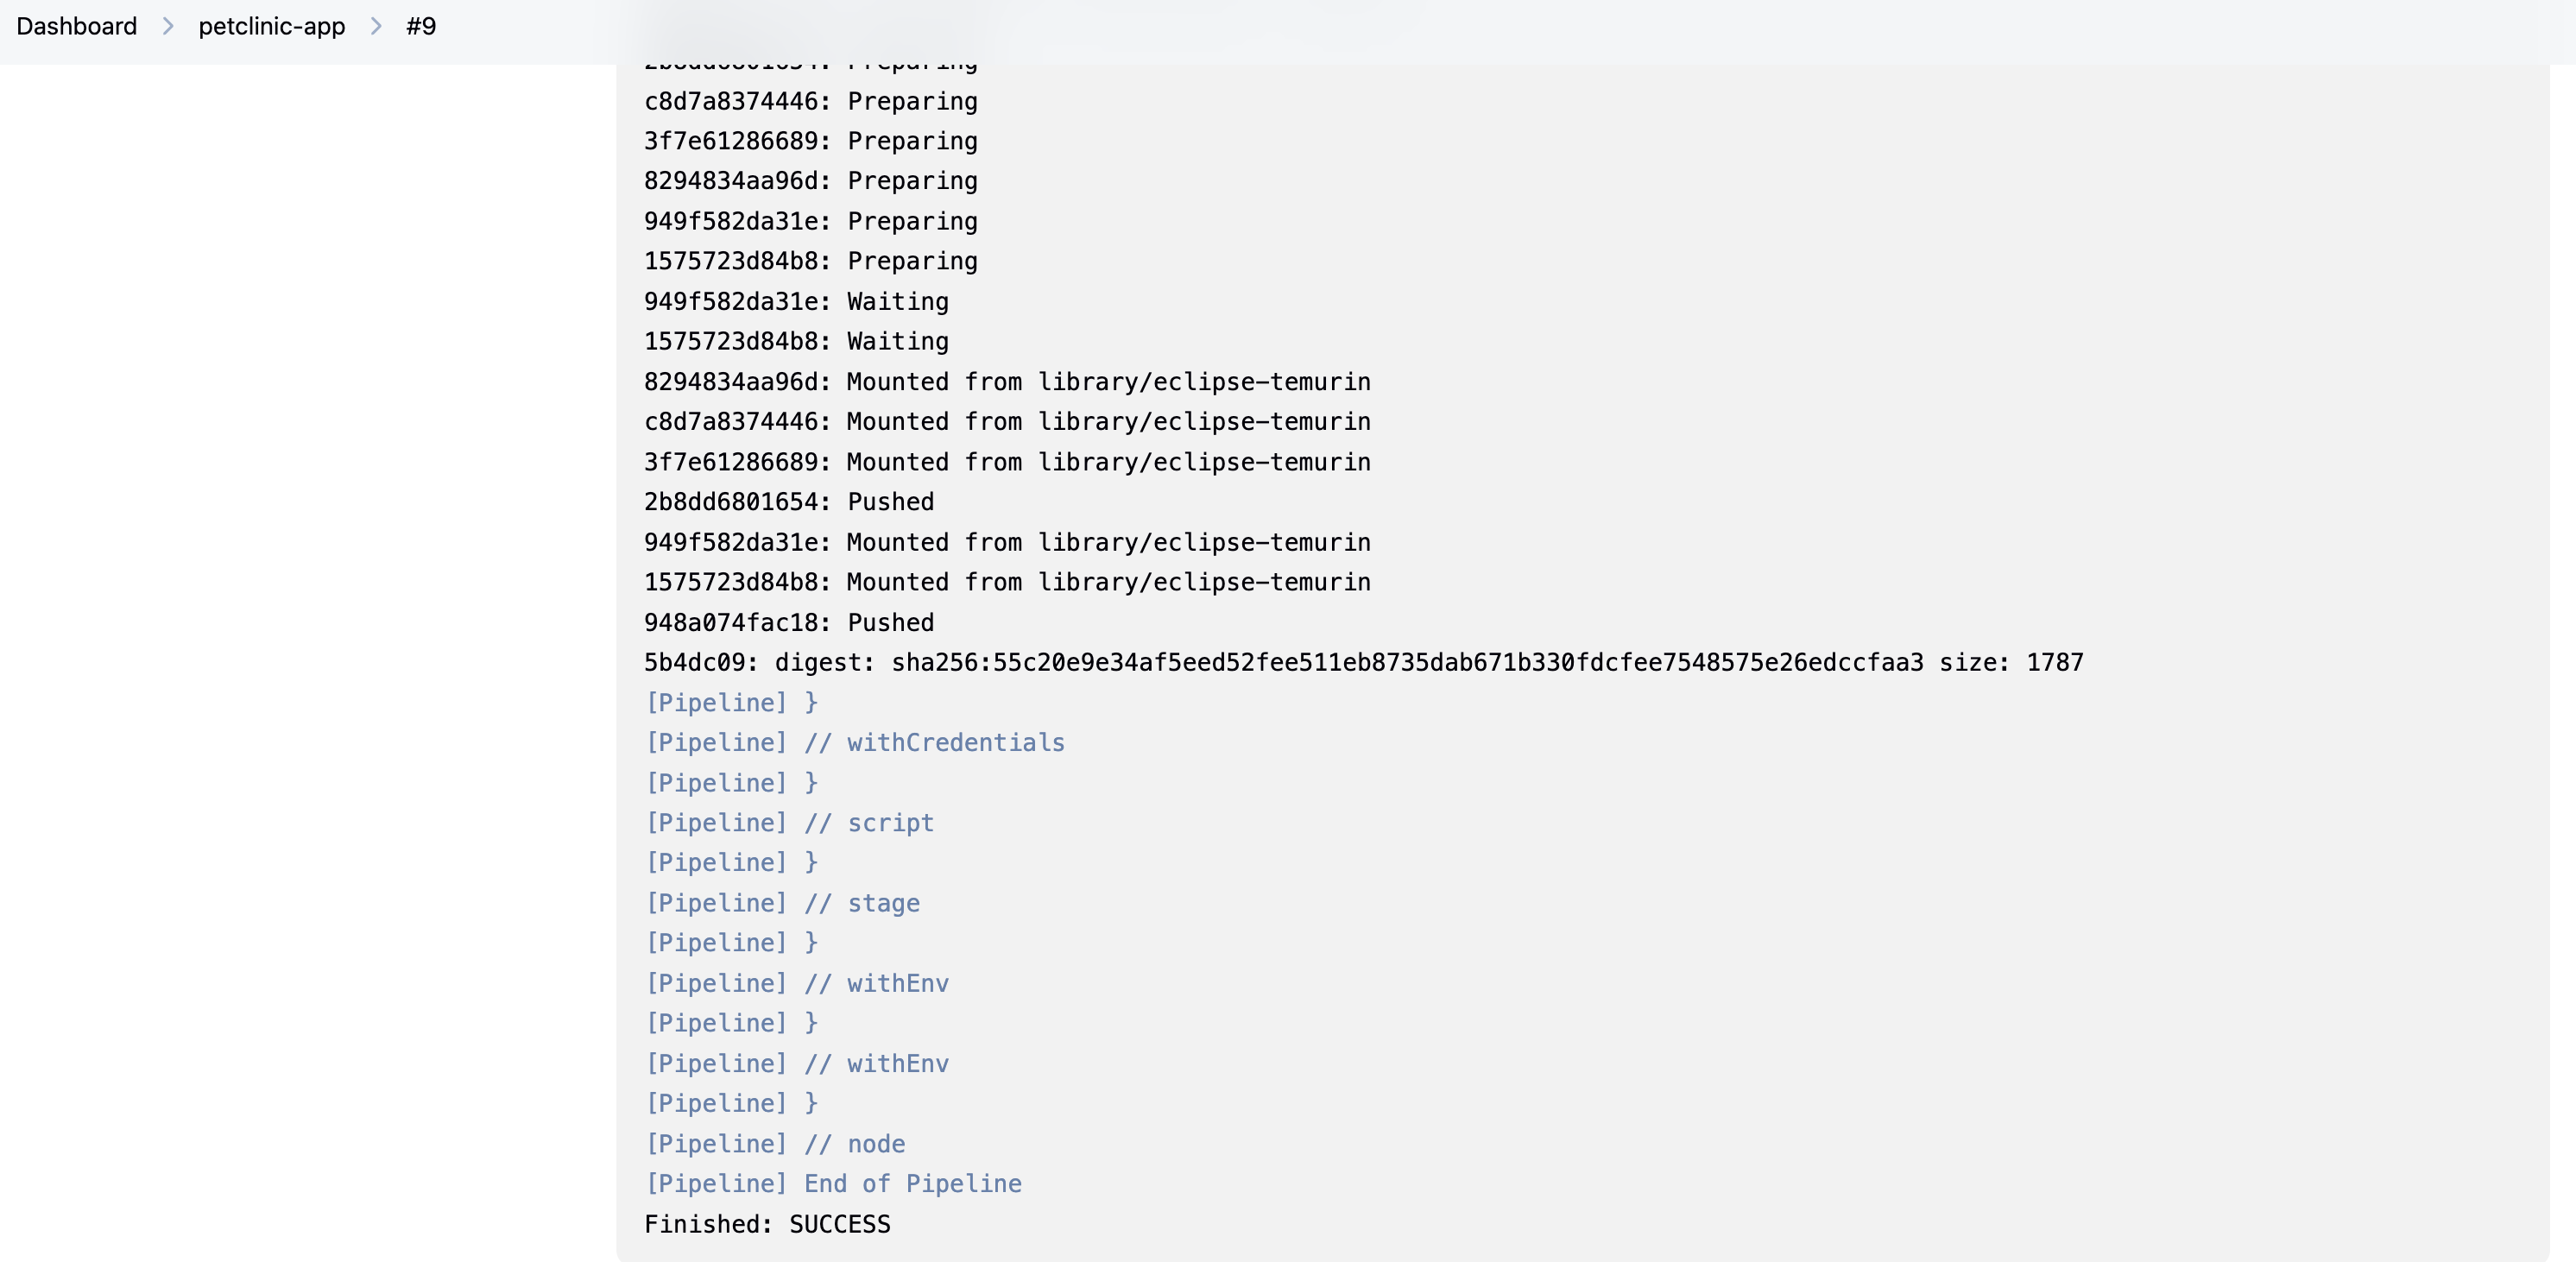 Dashboard > petclinic-app > #9
2b8dd6801654: Preparing
c8d7a8374446: Preparing
3f7e61286689: Preparing
8294834aa96d: Preparing
949f582da31e: Preparing
1575723d84b8: Preparing
949f582da31e: Waiting
1575723d84b8: Waiting
8294834aa96d: Mounted from library/eclipse-temurin
c8d7a8374446: Mounted from library/eclipse-temurin
3f7e61286689: Mounted from library/eclipse-temurin
2b8dd6801654: Pushed
949f582da31e: Mounted from library/eclipse-temurin
1575723d84b8: Mounted from library/eclipse-temurin
948a074fac18: Pushed
5b4dc09: digest: sha256:55c20e9e34af5eed52fee511eb8735dab671b330fdcfee7548575e26edccfaa3 size: 1787
[Pipeline] }
[Pipeline] // withCredentials
[Pipeline] }
[Pipeline] // script
[Pipeline] }
[Pipeline] // stage
[Pipeline] }
[Pipeline] // withEnv
[Pipeline] }
[Pipeline] // withEnv
[Pipeline] }
[Pipeline] // node
[Pipeline] End of Pipeline
Finished: SUCCESS